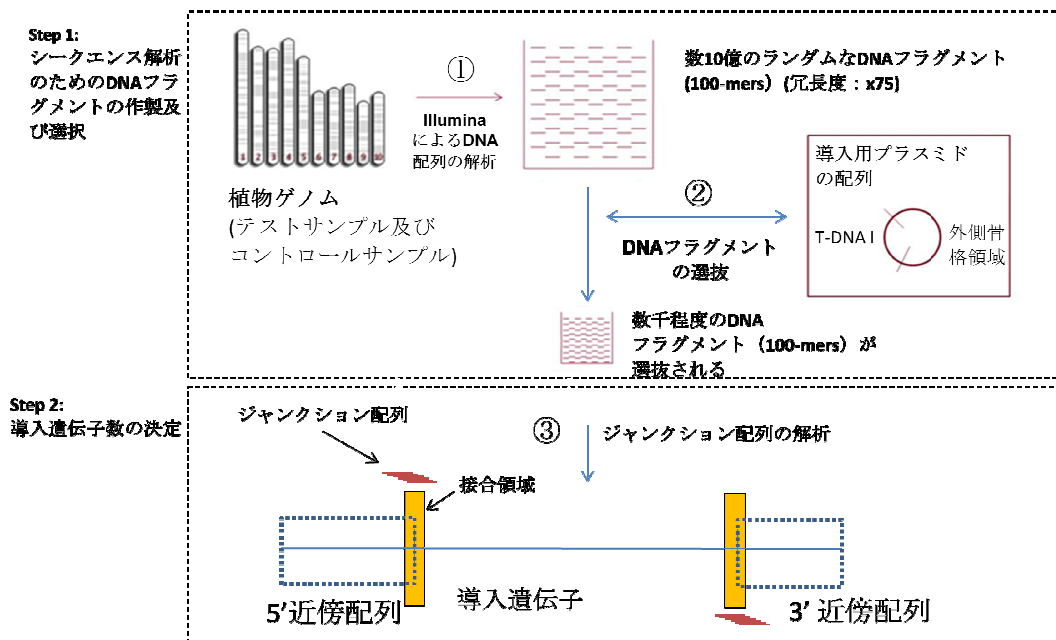 Step 1:
シークエンス解析
のためのDNAフ
ラグメントの作製及
び選択
1 2 3 4 5 6 7 8 9 10
植物ゲノム
(テストサンプル及び
コントロールサンプル)
①
Illumina
によるDNA
配列の解析
数10億のランダムなDNAフラグメント
(100-mers）(冗長度：x75)
②
DNAフラグメント
の選抜
導入用プラスミド
の配列
T-DNA I
外側骨
格領域
数千程度のDNA
フラグメント（100-mers）が
選抜される
Step 2:
導入遺伝子数の決定
ジャンクション配列
③
ジャンクション配列の解析
接合領域
5’近傍配列
導入遺伝子
3’ 近傍配列